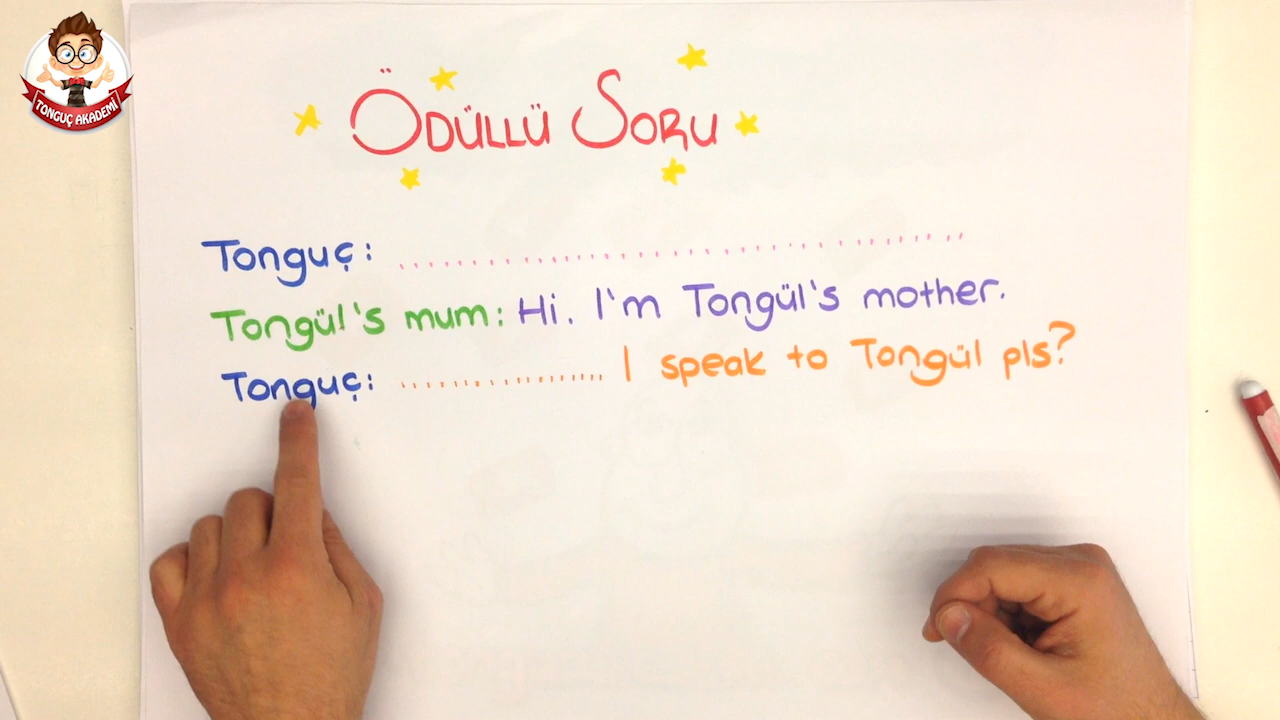 TONGUÇ AKADEMİ
ÖDÜLLÜ SORU
Tonguç: ..............................................
Tongül's mum: Hi. I'm Tongül's mother.
Tonguç: .................... I speak to Tongül pls?